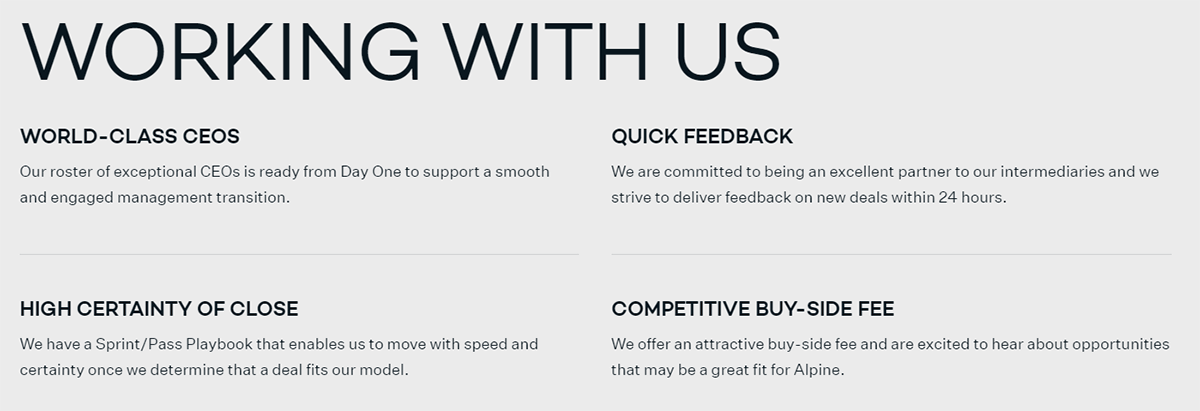 WORKING WITH US
WORLD-CLASS CEOS
Our roster of exceptional CEOs is ready from Day One to support a smooth
and engaged management transition.
QUICK FEEDBACK
We are committed to being an excellent partner to our intermediaries and we
strive to deliver feedback on new deals within 24 hours.
HIGH CERTAINTY OF CLOSE
We have a Sprint/Pass Playbook that enables us to move with speed and
certainty once we determine that a deal fits our model.
COMPETITIVE BUY-SIDE FEE
We offer an attractive buy-side fee and are excited to hear about opportunities
that may be a great fit for Alpine.